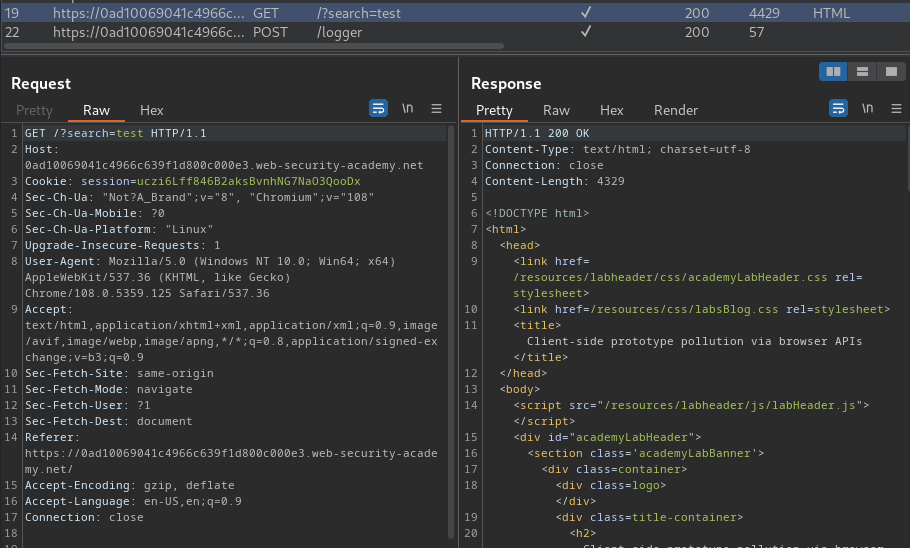 19 https://0ad10069041c4966c... GET /?search=test ✓ 200 4429 HTML
22 https://0ad10069041c4966c... POST /logger ✓ 200 57
Request
Pretty Raw Hex \n
1 GET /?search=test HTTP/1.1
2 Host:
0ad10069041c4966c639f1d800c000e3.web-security-academy.net
3 Cookie: session=uczi6Lff846B2aksBvnhNG7NaO3QooDx
4 Sec-Ch-Ua: "Not?A_Brand";v="8", "Chromium";v="108"
5 Sec-Ch-Ua-Mobile: ?0
6 Sec-Ch-Ua-Platform: "Linux"
7 Upgrade-Insecure-Requests: 1
8 User-Agent: Mozilla/5.0 (Windows NT 10.0; Win64; x64)
AppleWebKit/537.36 (KHTML, like Gecko)
Chrome/108.0.5359.125 Safari/537.36
9 Accept:
text/html,application/xhtml+xml,application/xml;q=0.9,image
/avif,image/webp,image/apng,*/*;q=0.8,application/signed-ex
change;v=b3;q=0.9
10 Sec-Fetch-Site: same-origin
11 Sec-Fetch-Mode: navigate
12 Sec-Fetch-User: ?1
13 Sec-Fetch-Dest: document
14 Referer:
https://0ad10069041c4966c639f1d800c000e3.web-security-acade
my.net/
15 Accept-Encoding: gzip, deflate
16 Accept-Language: en-US,en;q=0.9
17 Connection: close
18
Response
Pretty Raw Hex Render \n
1 HTTP/1.1 200 OK
2 Content-Type: text/html; charset=utf-8
3 Connection: close
4 Content-Length: 4329
5
6 <!DOCTYPE html>
7 <html>
8 <head>
9 <link href=
/resources/labheader/css/academyLabHeader.css rel=
stylesheet>
10 <link href=/resources/css/labsBlog.css rel=stylesheet>
11 <title>
Client-side prototype pollution via browser APIs
</title>
12 </head>
13 <body>
14 <script src="/resources/labheader/js/labHeader.js">
</script>
15 <div id="academyLabHeader">
16 <section class='academyLabBanner'>
17 <div class=container>
18 <div class=logo>
</div>
19 <div class=title-container>
20 <h2>
Client-side prototype pollution via browser